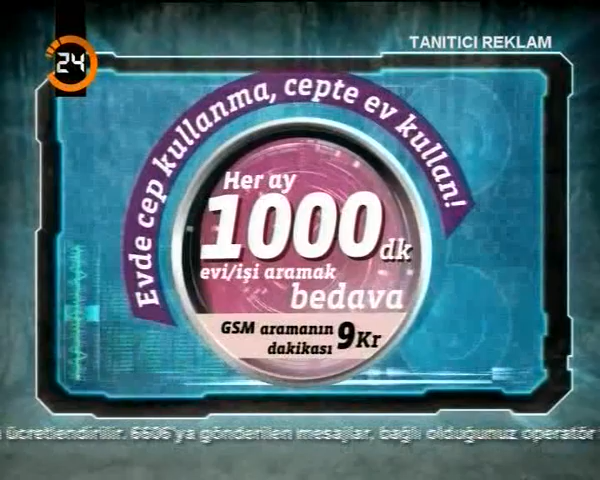 TANITICI REKLAM
24
Evde cep kullanma, cepte ev kullan!
Her ay
1000 dk
evi/işi aramak
bedava
GSM aramanın
dakikası 9Kr
ücretlendirilir. 6606'ya gönderilen mesajlar, bağlı olduğunuz operatör